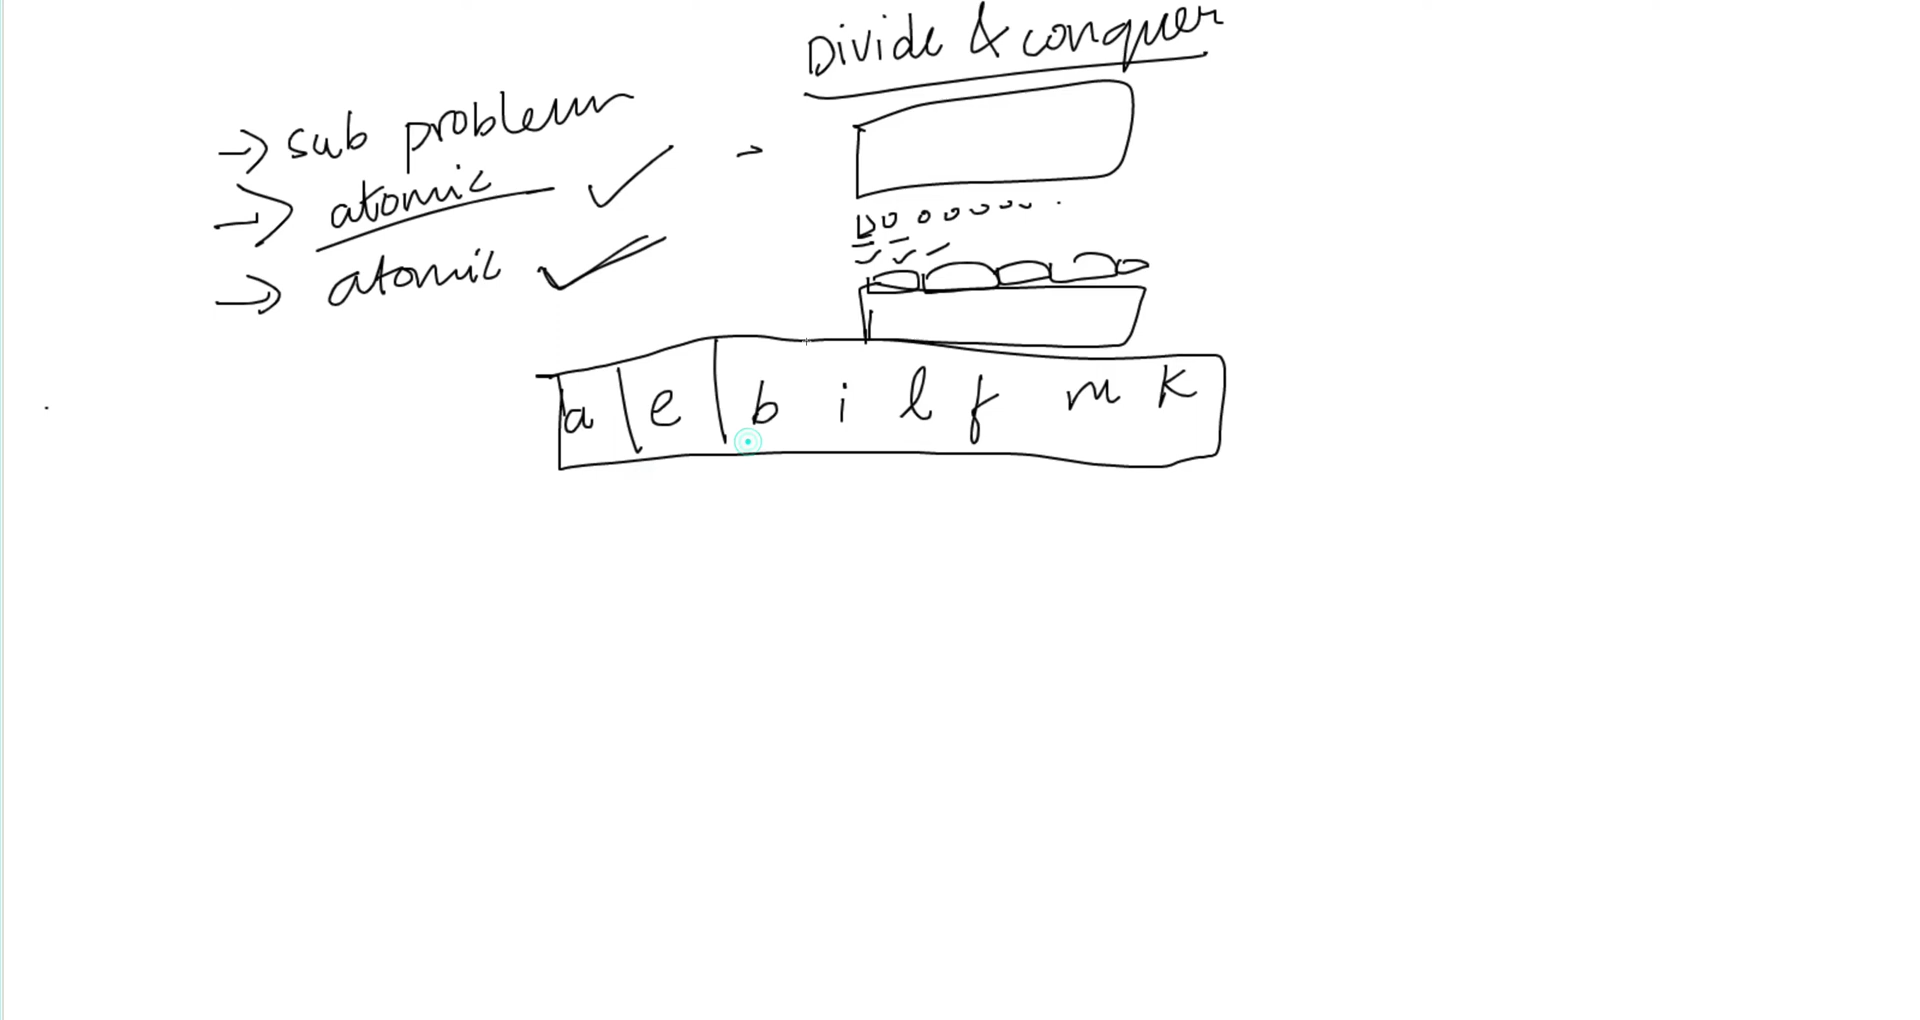 Divide & conquer
→ sub problem
→ atomic ✓
→ atomic ✓
a e b i l f m k